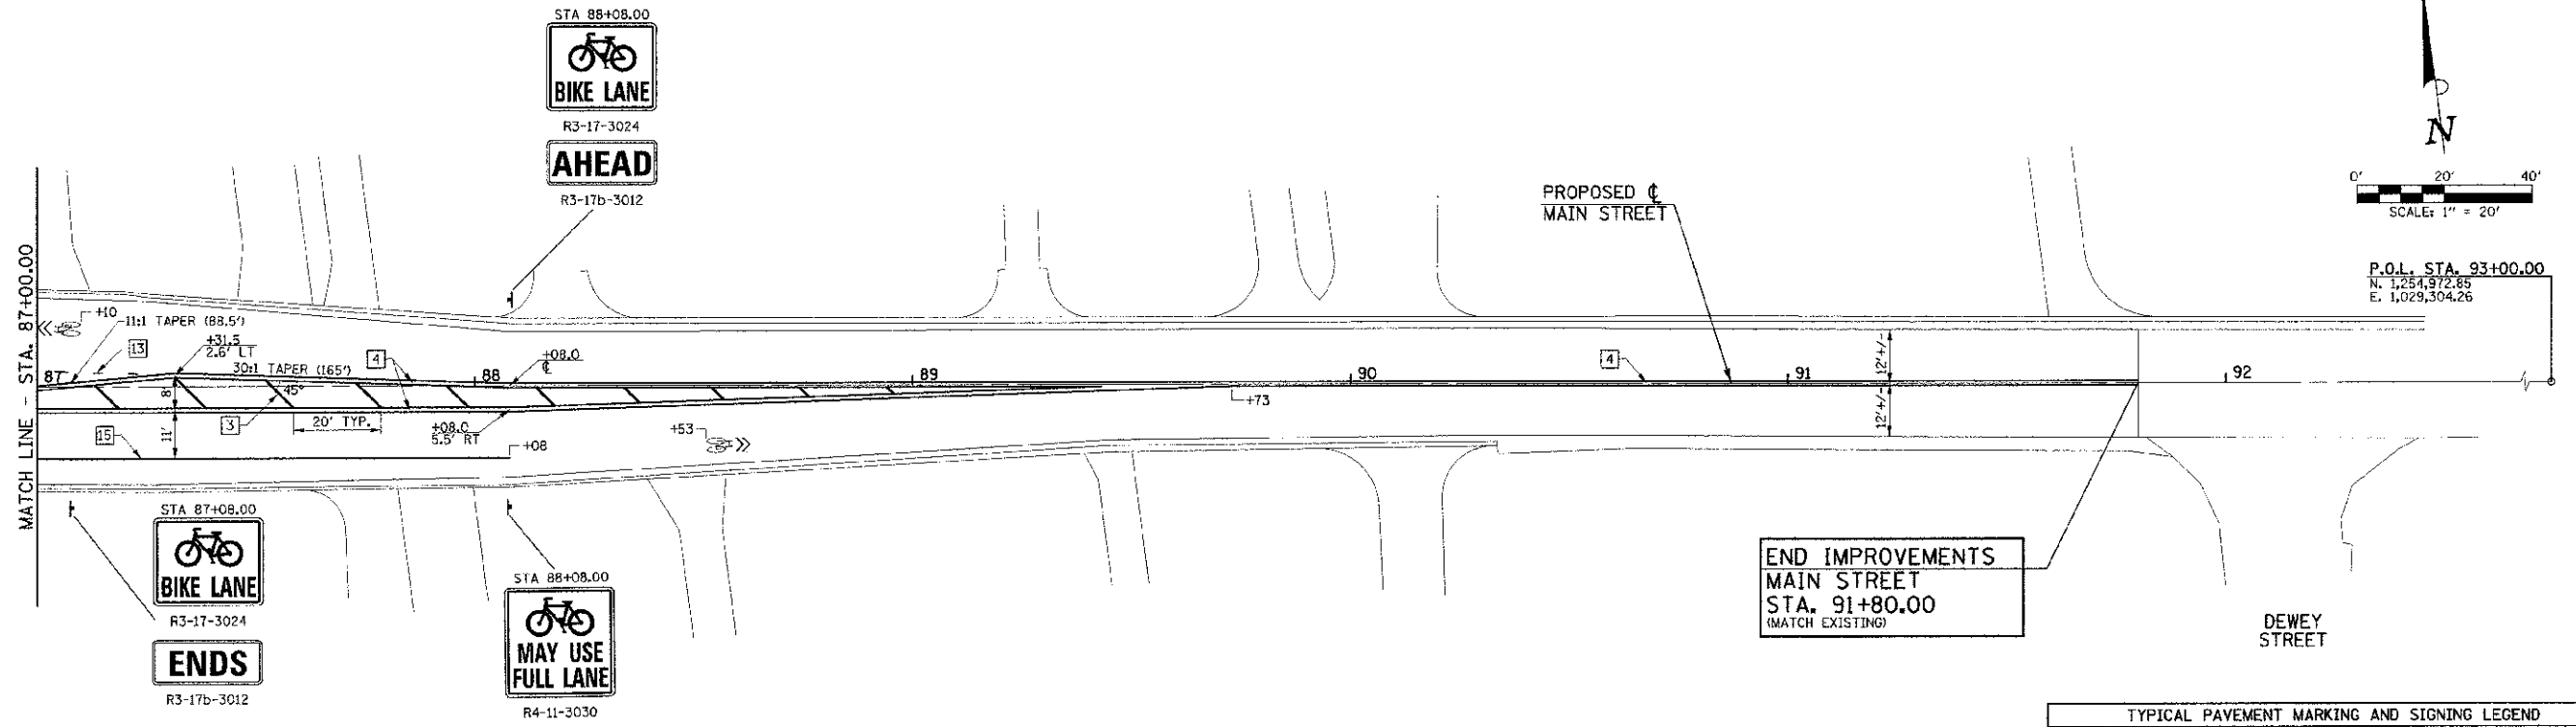 STA 88+08.00
BIKE LANE
R3-17-3024
AHEAD
R3-17b-3012
N
0' 20' 40'
SCALE: 1" = 20'
PROPOSED ℄
MAIN STREET
P.O.L. STA. 93+00.00
N. 1,254,972.85
E. 1,029,304.26
MATCH LINE - STA. 87+00.00
+10
11:1 TAPER (88.5')
13
+31.5
2.6' LT
30:1 TAPER (165')
4
+08.0
℄
4
87
88
89
90
91
92
8'
45°
3
20' TYP.
11'
15
+08.0
5.5' RT
+08
+53
+73
12'+/-
12'+/-
STA 87+08.00
BIKE LANE
R3-17-3024
ENDS
R3-17b-3012
STA 88+08.00
MAY USE
FULL LANE
R4-11-3030
END IMPROVEMENTS
MAIN STREET
STA. 91+80.00
(MATCH EXISTING)
DEWEY
STREET
TYPICAL PAVEMENT MARKING AND SIGNING LEGEND